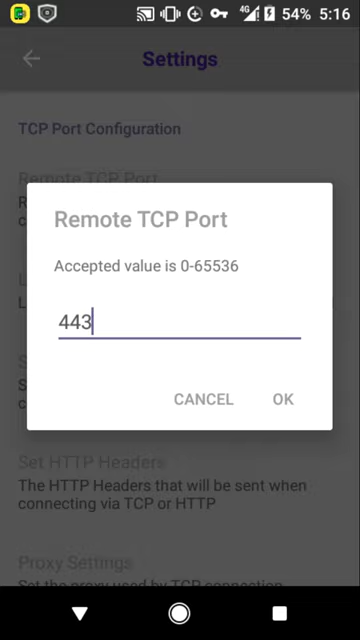 4G 54% 5:16
Settings
TCP Port Configuration
Remote TCP Port
Remote TCP Port
Accepted value is 0-65536
443
CANCEL OK
Set HTTP Headers
The HTTP Headers that will be sent when
connecting via TCP or HTTP
Proxy Settings
Set the proxy used by TCP connection